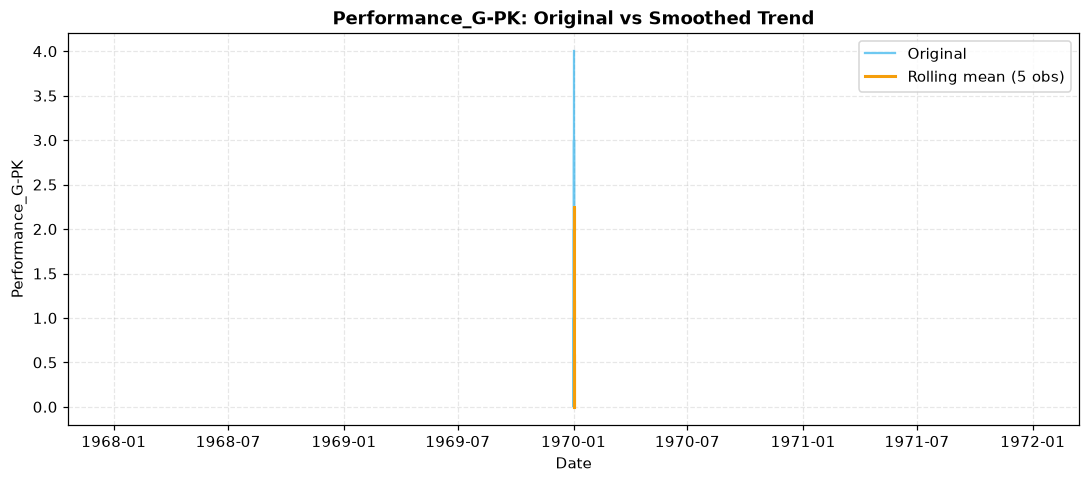 Performance_G-PK: Original vs Smoothed Trend
Original
Rolling mean (5 obs)
Performance_G-PK
4.0
3.5
3.0
2.5
2.0
1.5
1.0
0.5
0.0
1968-01 1968-07 1969-01 1969-07 1970-01 1970-07 1971-01 1971-07 1972-01
Date